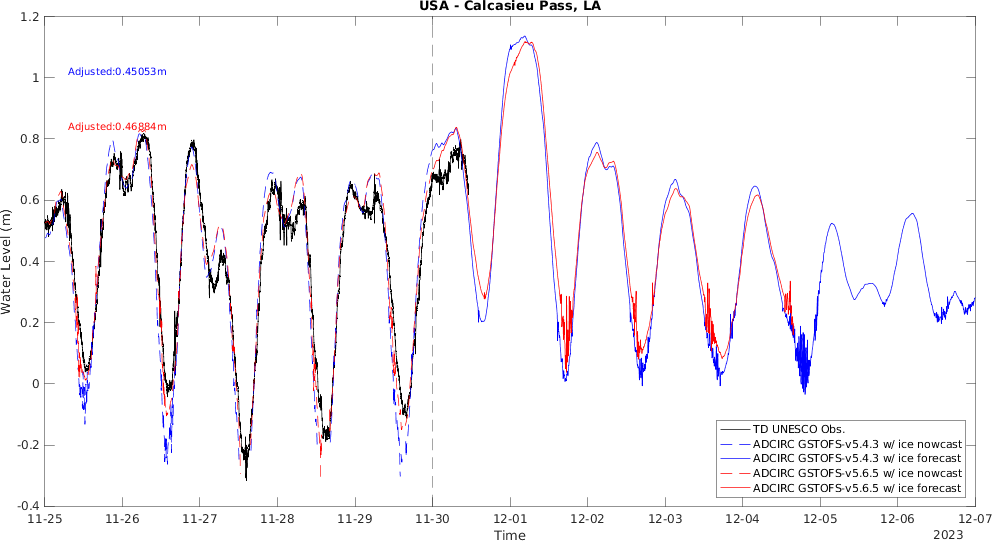 USA - Calcasieu Pass, LA
Adjusted:0.45053m
Adjusted:0.46884m
Water Level (m)
1.2
1
0.8
0.6
0.4
0.2
0
-0.2
-0.4
TD UNESCO Obs.
ADCIRC GSTOFS-v5.4.3 w/ ice nowcast
ADCIRC GSTOFS-v5.4.3 w/ ice forecast
ADCIRC GSTOFS-v5.6.5 w/ ice nowcast
ADCIRC GSTOFS-v5.6.5 w/ ice forecast
11-25 11-26 11-27 11-28 11-29 11-30 12-01 12-02 12-03 12-04 12-05 12-06 12-07
Time
2023